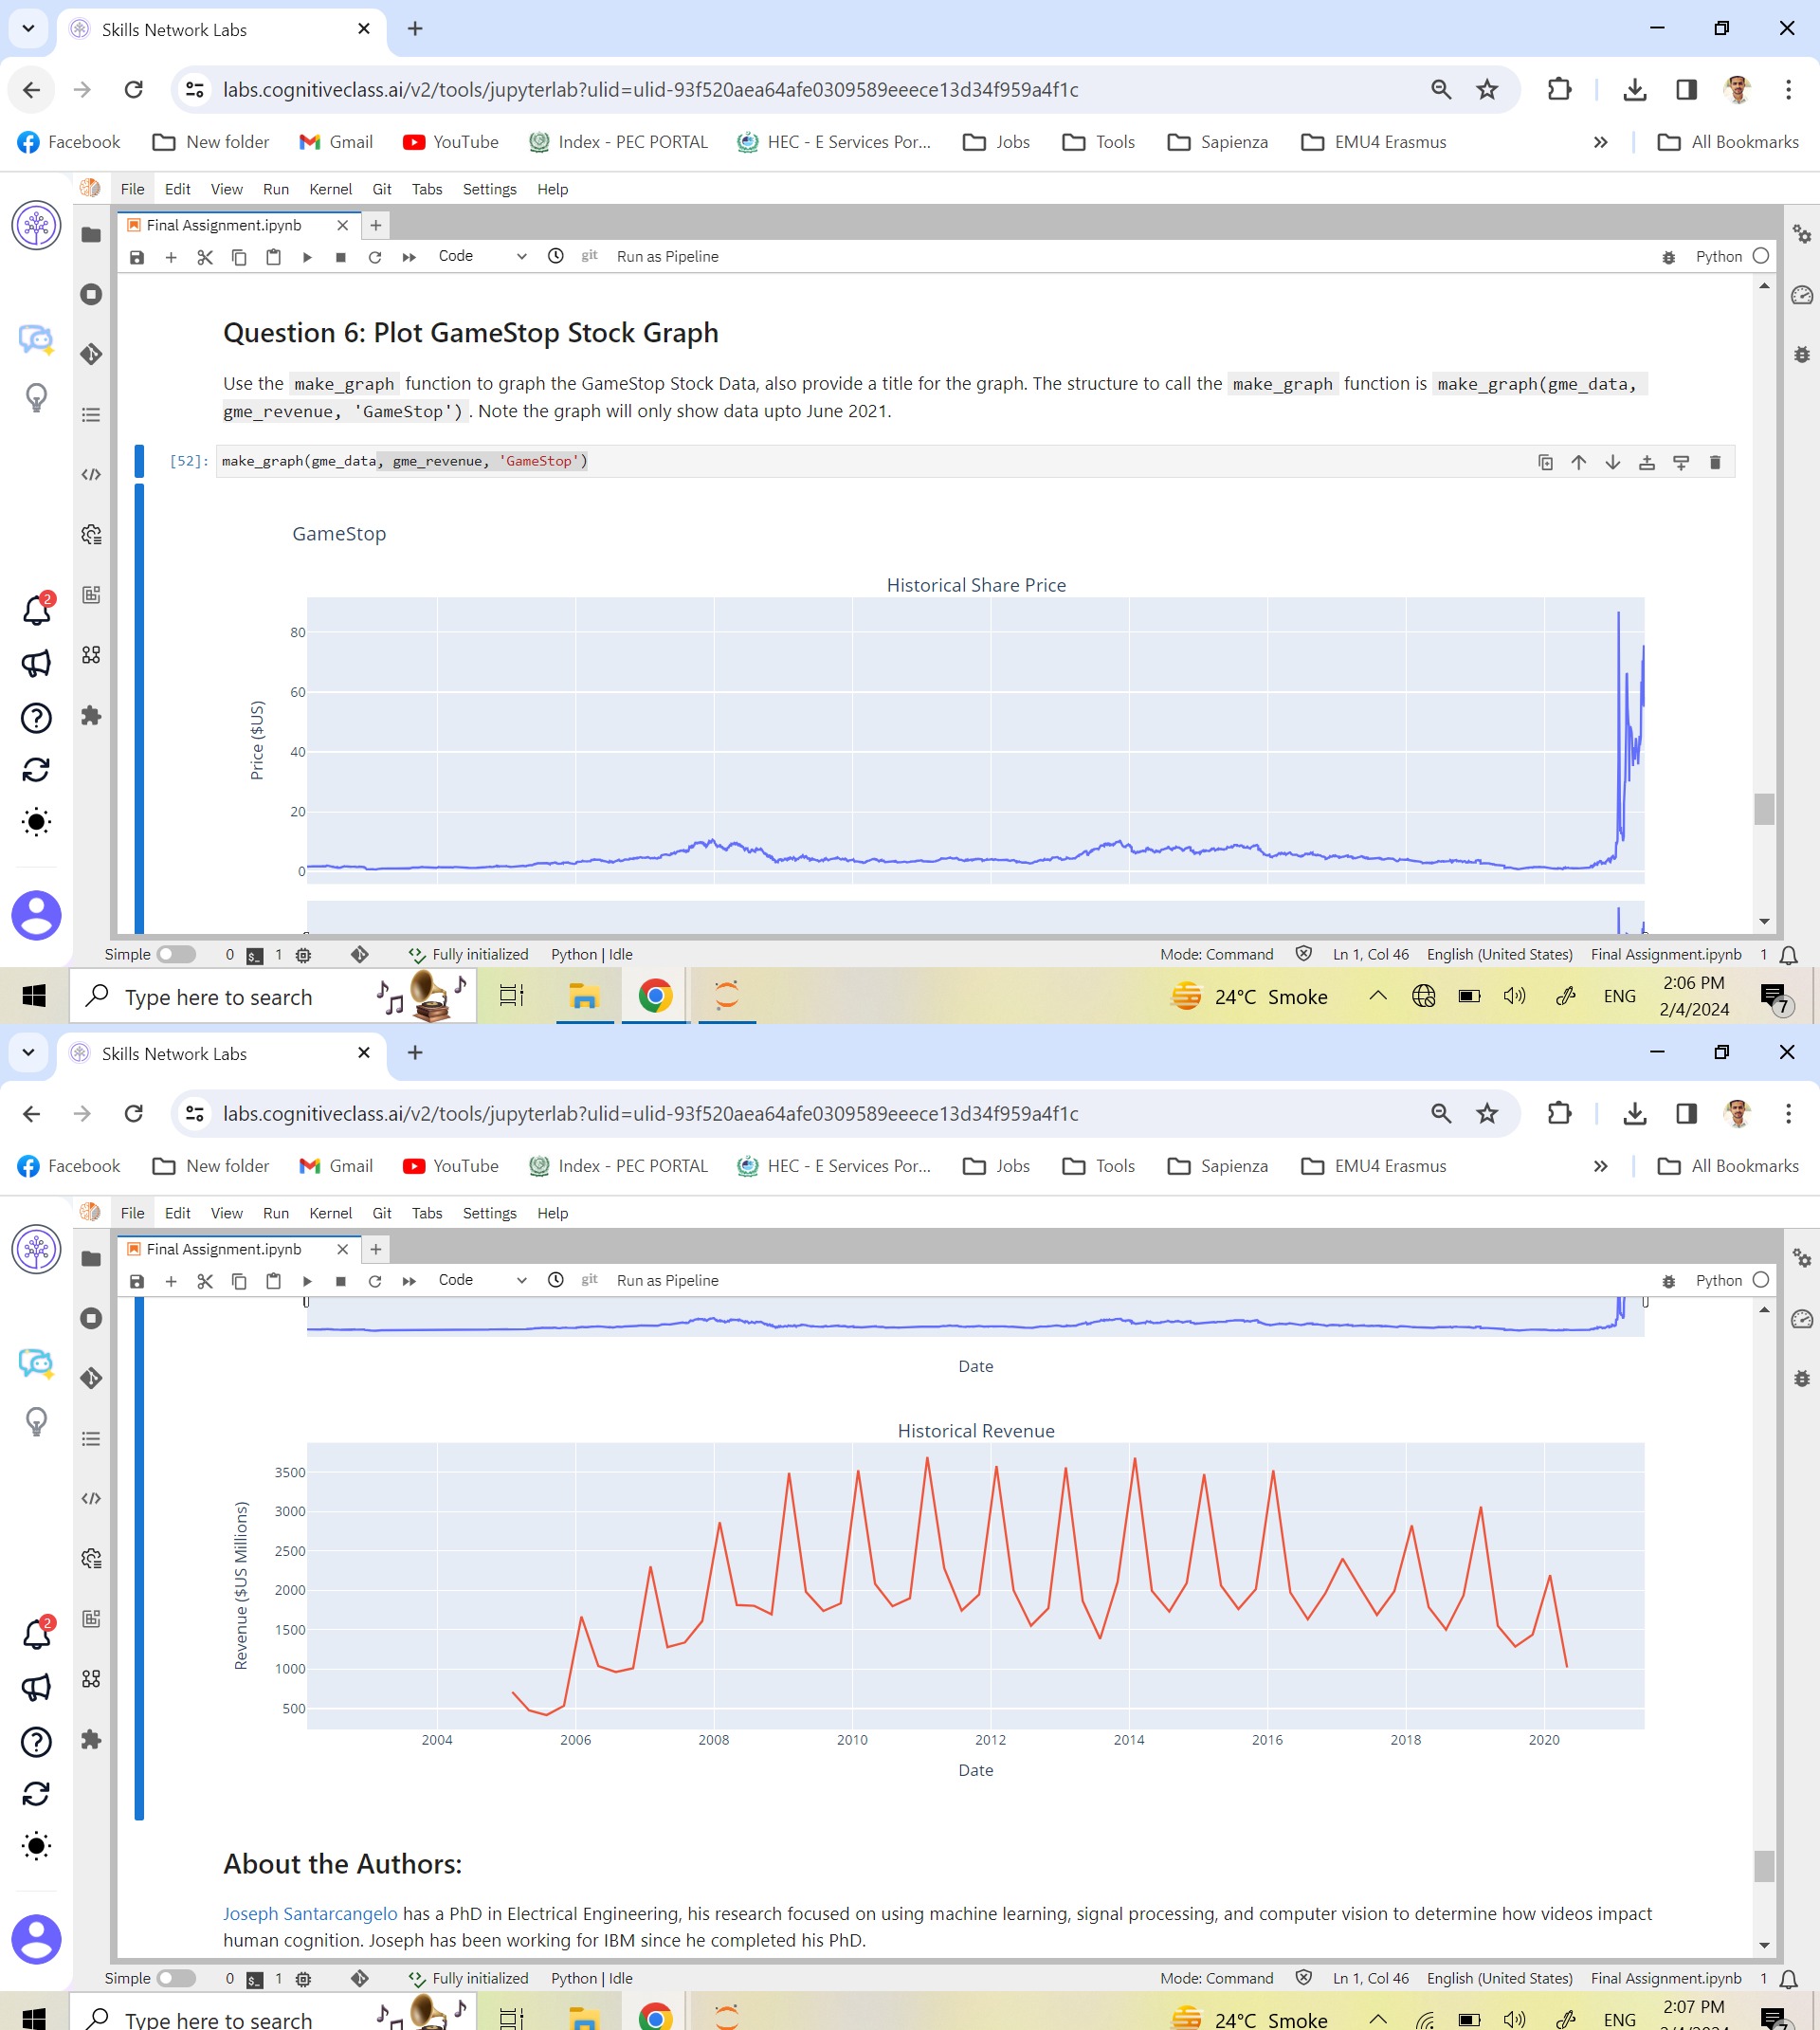 Skills Network Labs
labs.cognitiveclass.ai/v2/tools/jupyterlab?ulid=ulid-93f520aea64afe0309589eeece13d34f959a4f1c
Facebook New folder Gmail YouTube Index - PEC PORTAL HEC - E Services Por... Jobs Tools Sapienza EMU4 Erasmus » All Bookmarks
File Edit View Run Kernel Git Tabs Settings Help
Final Assignment.ipynb
Code git Run as Pipeline Python
Question 6: Plot GameStop Stock Graph
Use the make_graph function to graph the GameStop Stock Data, also provide a title for the graph. The structure to call the make_graph function is make_graph(gme_data,
gme_revenue, 'GameStop') . Note the graph will only show data upto June 2021.
[52]: make_graph(gme_data, gme_revenue, 'GameStop')
GameStop
Historical Share Price
80
60
40
20
0
Price ($US)
2
Simple 0 1 Fully initialized Python | Idle Mode: Command Ln 1, Col 46 English (United States) Final Assignment.ipynb 1
Type here to search 24°C Smoke ENG 2:06 PM
2/4/2024 7
Skills Network Labs
labs.cognitiveclass.ai/v2/tools/jupyterlab?ulid=ulid-93f520aea64afe0309589eeece13d34f959a4f1c
Facebook New folder Gmail YouTube Index - PEC PORTAL HEC - E Services Por... Jobs Tools Sapienza EMU4 Erasmus » All Bookmarks
File Edit View Run Kernel Git Tabs Settings Help
Final Assignment.ipynb
Code git Run as Pipeline Python
Date
Historical Revenue
3500
3000
2500
2000
1500
1000
500
Revenue ($US Millions)
2004 2006 2008 2010 2012 2014 2016 2018 2020
Date
2
About the Authors:
Joseph Santarcangelo has a PhD in Electrical Engineering, his research focused on using machine learning, signal processing, and computer vision to determine how videos impact
human cognition. Joseph has been working for IBM since he completed his PhD.
Simple 0 1 Fully initialized Python | Idle Mode: Command Ln 1, Col 46 English (United States) Final Assignment.ipynb 1
Type here to search 24°C Smoke ENG 2:07 PM